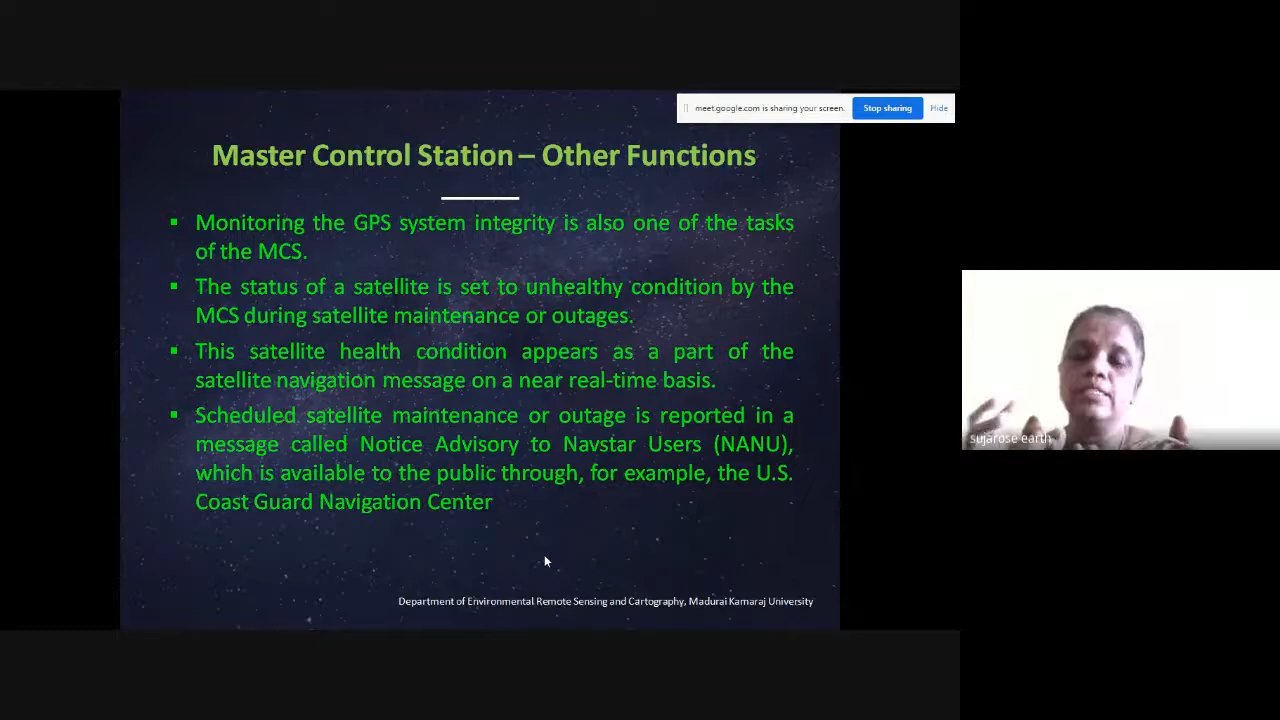 meet.google.com is sharing your screen.
Stop sharing
Hide
Master Control Station – Other Functions
▪ Monitoring the GPS system integrity is also one of the tasks
of the MCS.
▪ The status of a satellite is set to unhealthy condition by the
MCS during satellite maintenance or outages.
▪ This satellite health condition appears as a part of the
satellite navigation message on a near real-time basis.
▪ Scheduled satellite maintenance or outage is reported in a
message called Notice Advisory to Navstar Users (NANU),
which is available to the public through, for example, the U.S.
Coast Guard Navigation Center
sujarose earth
Department of Environmental Remote Sensing and Cartography, Madurai Kamaraj University